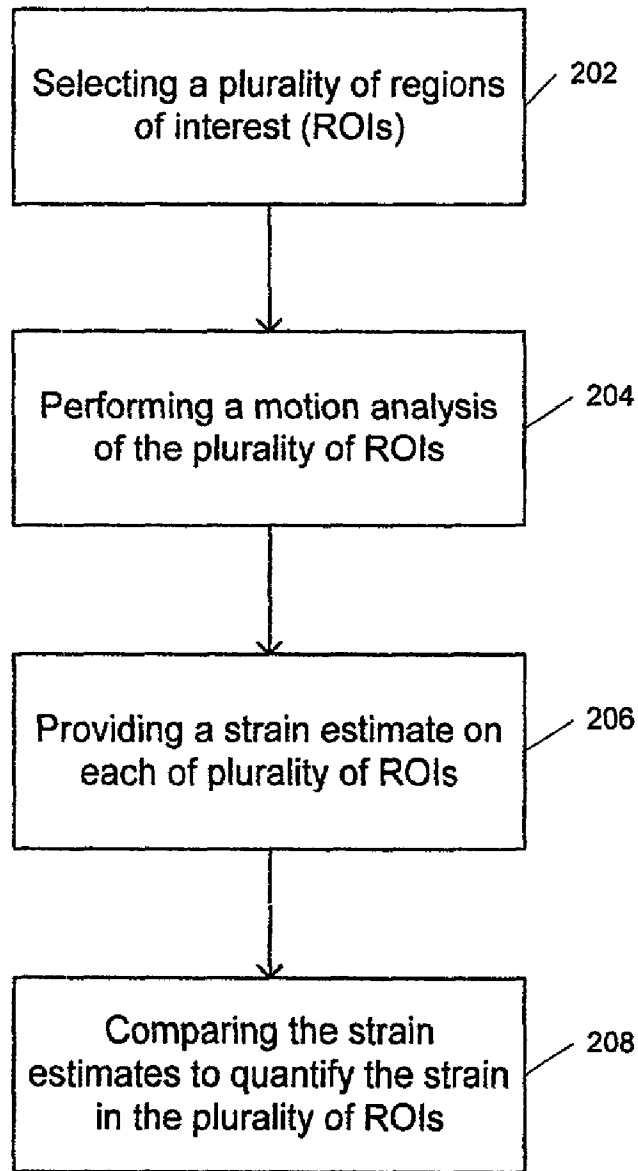 Selecting a plurality of regions
of interest (ROIs)
202
Performing a motion analysis
of the plurality of ROIs
204
Providing a strain estimate on
each of plurality of ROIs
206
Comparing the strain
estimates to quantify the strain
in the plurality of ROIs
208